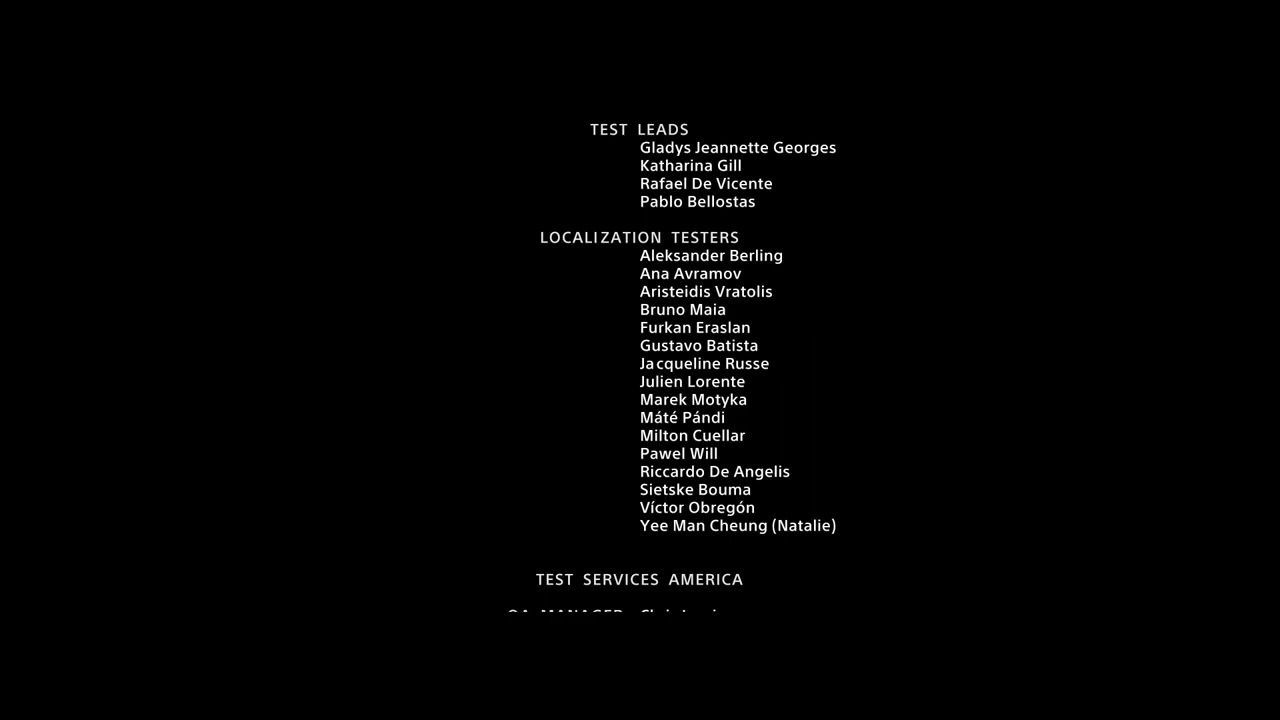 TEST LEADS
Gladys Jeannette Georges
Katharina Gill
Rafael De Vicente
Pablo Bellostas
LOCALIZATION TESTERS
Aleksander Berling
Ana Avramov
Aristeidis Vratolis
Bruno Maia
Furkan Eraslan
Gustavo Batista
Jacqueline Russe
Julien Lorente
Marek Motyka
Máté Pándi
Milton Cuellar
Pawel Will
Riccardo De Angelis
Sietske Bouma
Víctor Obregón
Yee Man Cheung (Natalie)
TEST SERVICES AMERICA
QA MANAGER